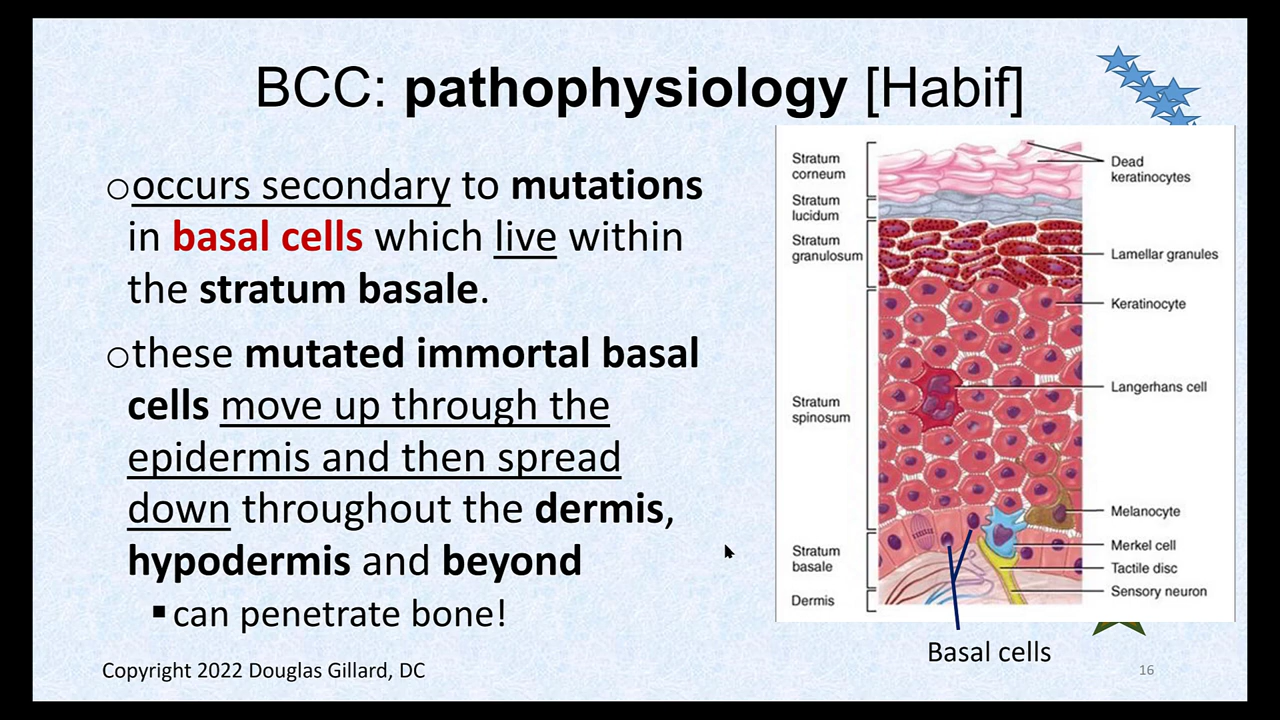 BCC: pathophysiology [Habif]
○occurs secondary to mutations
in basal cells which live within
the stratum basale.
○these mutated immortal basal
cells move up through the
epidermis and then spread
down throughout the dermis,
hypodermis and beyond
▪can penetrate bone!
Stratum
corneum
Stratum
lucidum
Stratum
granulosum
Stratum
spinosum
Stratum
basale
Dermis
Dead
keratinocytes
Lamellar granules
Keratinocyte
Langerhans cell
Melanocyte
Merkel cell
Tactile disc
Sensory neuron
Basal cells
Copyright 2022 Douglas Gillard, DC
16